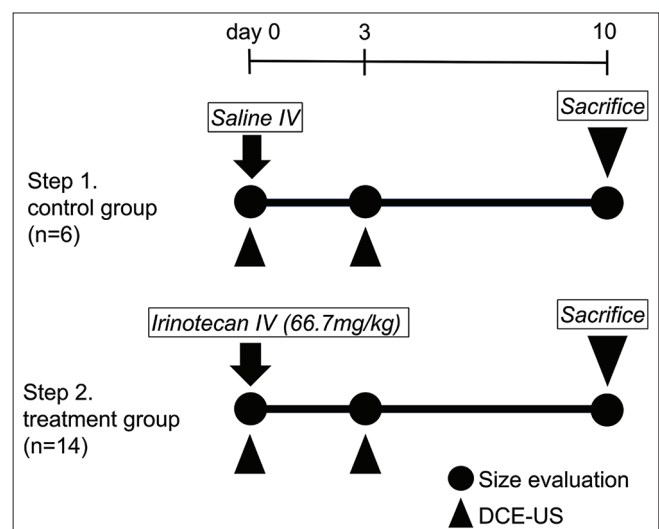 day 0 3 10
Saline IV
Sacrifice
Step 1.
control group
(n=6)
Irinotecan IV (66.7mg/kg)
Sacrifice
Step 2.
treatment group
(n=14)
Size evaluation
DCE-US